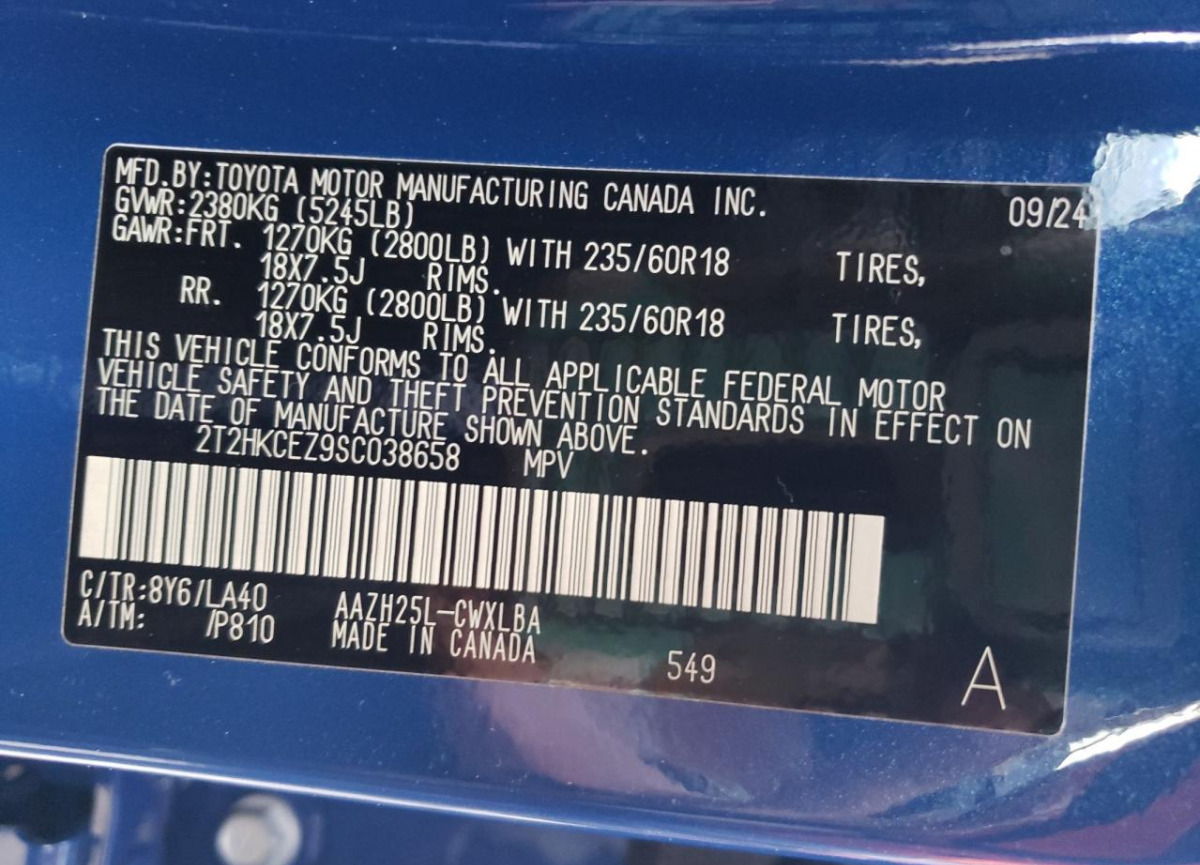 MFD.BY:TOYOTA MOTOR MANUFACTURING CANADA INC. 09/24
GVWR:2380KG (5245LB)
GAWR:FRT. 1270KG (2800LB) WITH 235/60R18 TIRES,
18X7.5J RIMS.
RR. 1270KG (2800LB) WITH 235/60R18 TIRES,
18X7.5J RIMS.
THIS VEHICLE CONFORMS TO ALL APPLICABLE FEDERAL MOTOR
VEHICLE SAFETY AND THEFT PREVENTION STANDARDS IN EFFECT ON
THE DATE OF MANUFACTURE SHOWN ABOVE.
2T2HKCEZ9SC038658 MPV
C/TR:8Y6/LA40 AAZH25L-CWXLBA
A/TM: /P810 MADE IN CANADA 549 A